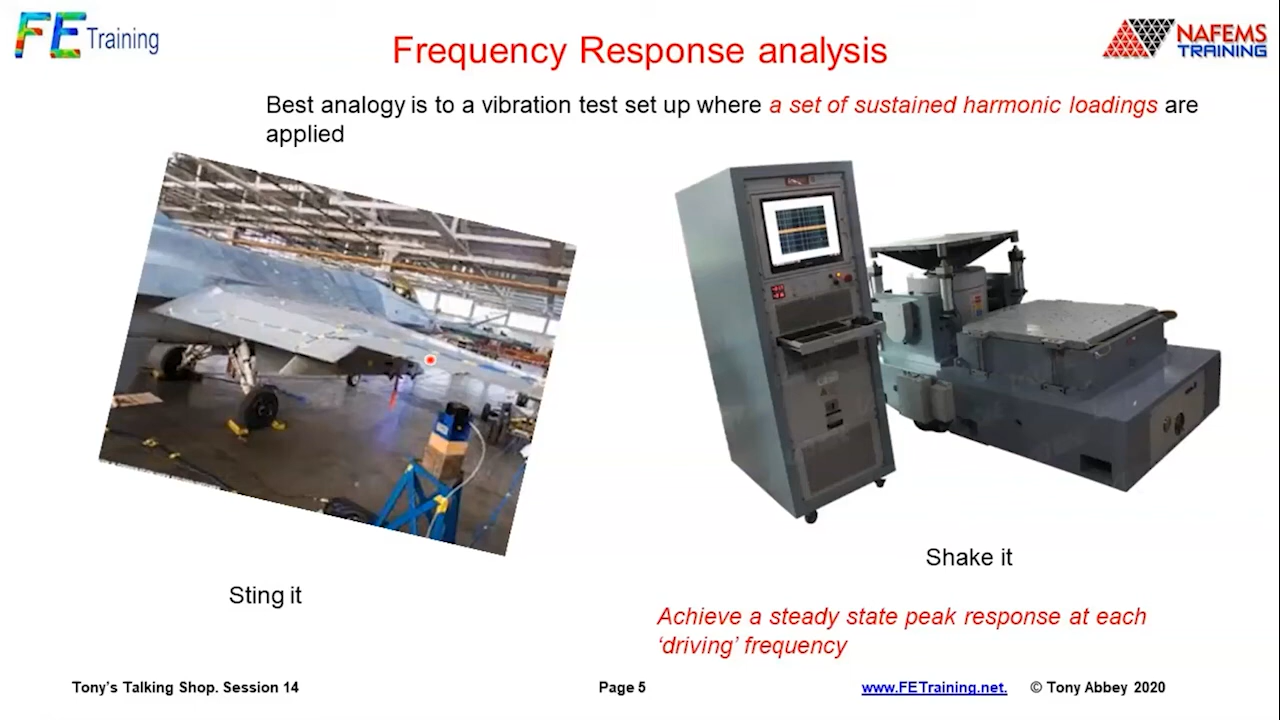 FE Training
Frequency Response analysis
NAFEMS
TRAINING
Best analogy is to a vibration test set up where a set of sustained harmonic loadings are
applied
Shake it
Sting it
Achieve a steady state peak response at each
‘driving’ frequency
Tony’s Talking Shop. Session 14
Page 5
www.FETraining.net.
© Tony Abbey 2020